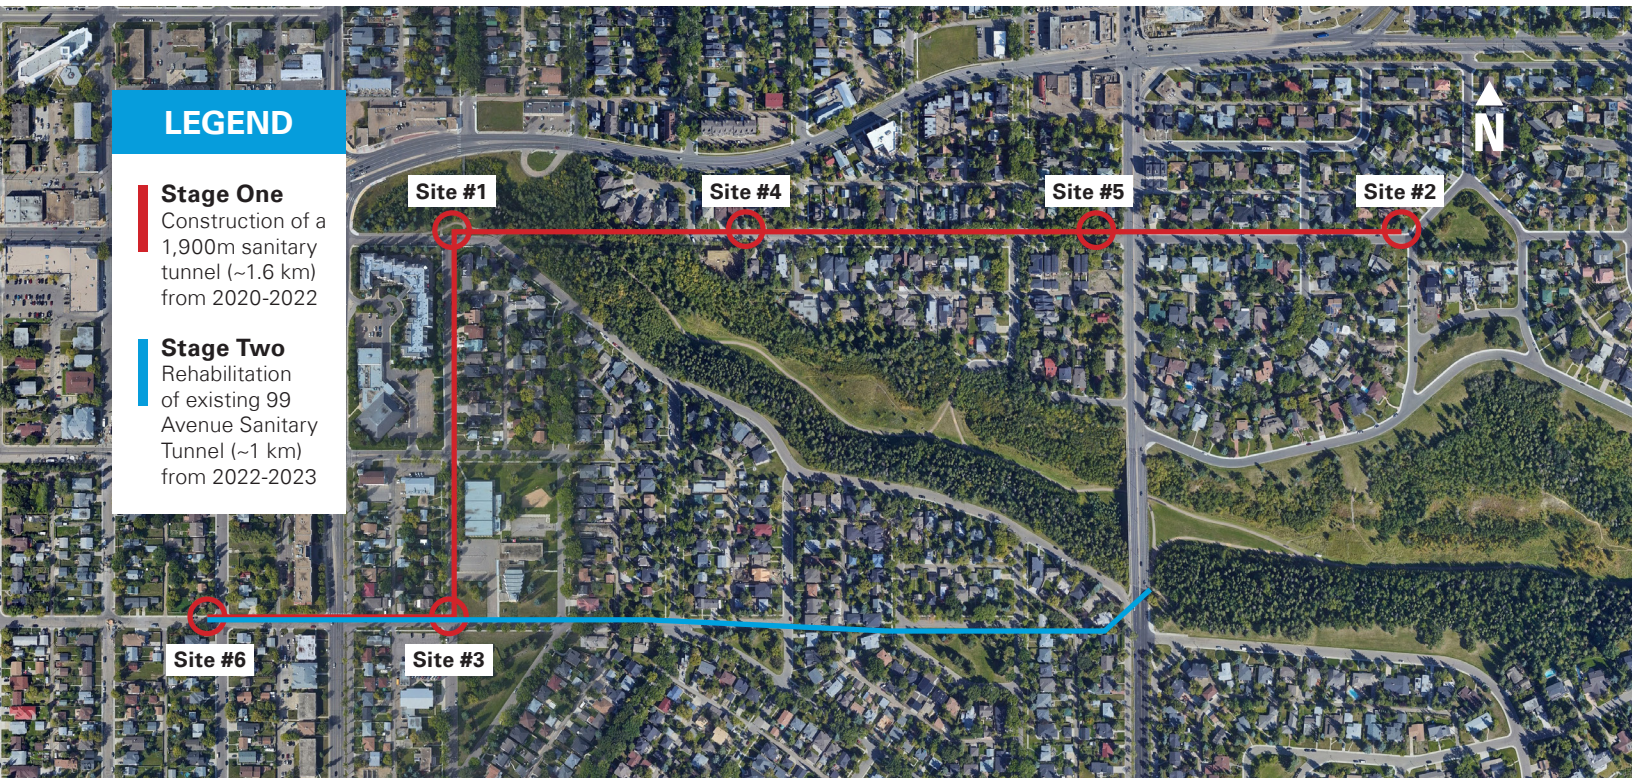 LEGEND
Stage One
Construction of a
1,900m sanitary
tunnel (~1.6 km)
from 2020-2022
Stage Two
Rehabilitation
of existing 99
Avenue Sanitary
Tunnel (~1 km)
from 2022-2023
N
Site #1
Site #4
Site #5
Site #2
Site #6
Site #3